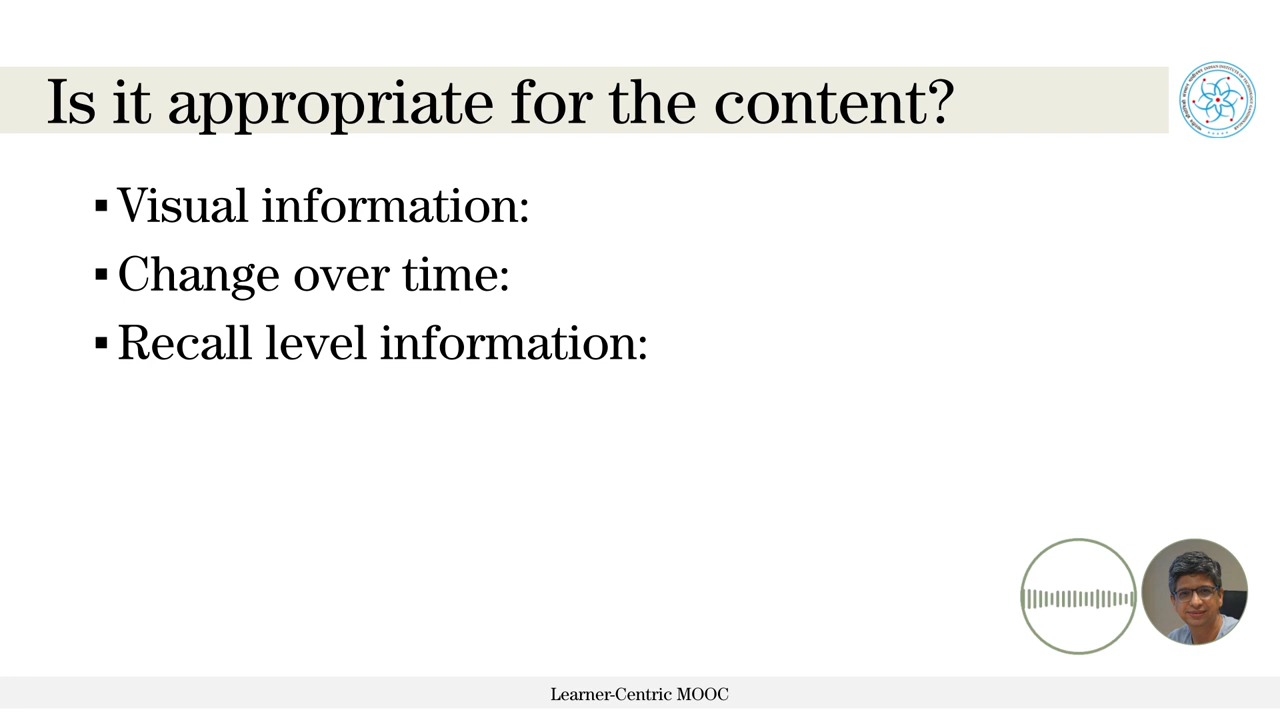 Is it appropriate for the content?
▪ Visual information:
▪ Change over time:
▪ Recall level information:
Learner-Centric MOOC